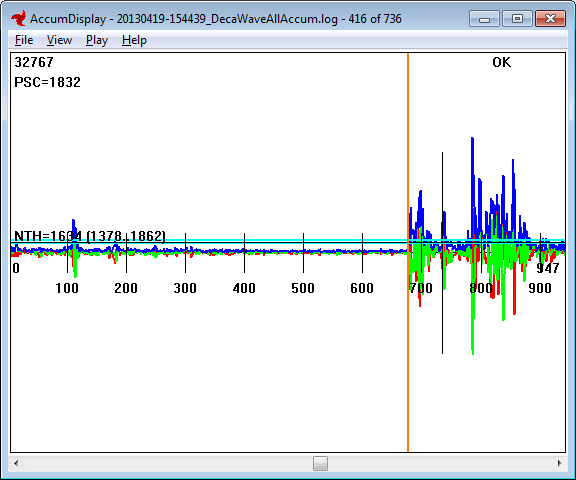 AccumDisplay - 20130419-154439_DecaWaveAllAccum.log - 416 of 736
File View Play Help
32767 OK
PSC=1832
NTH=1634 (1378..1862)
0 947
100 200 300 400 500 600 700 800 900